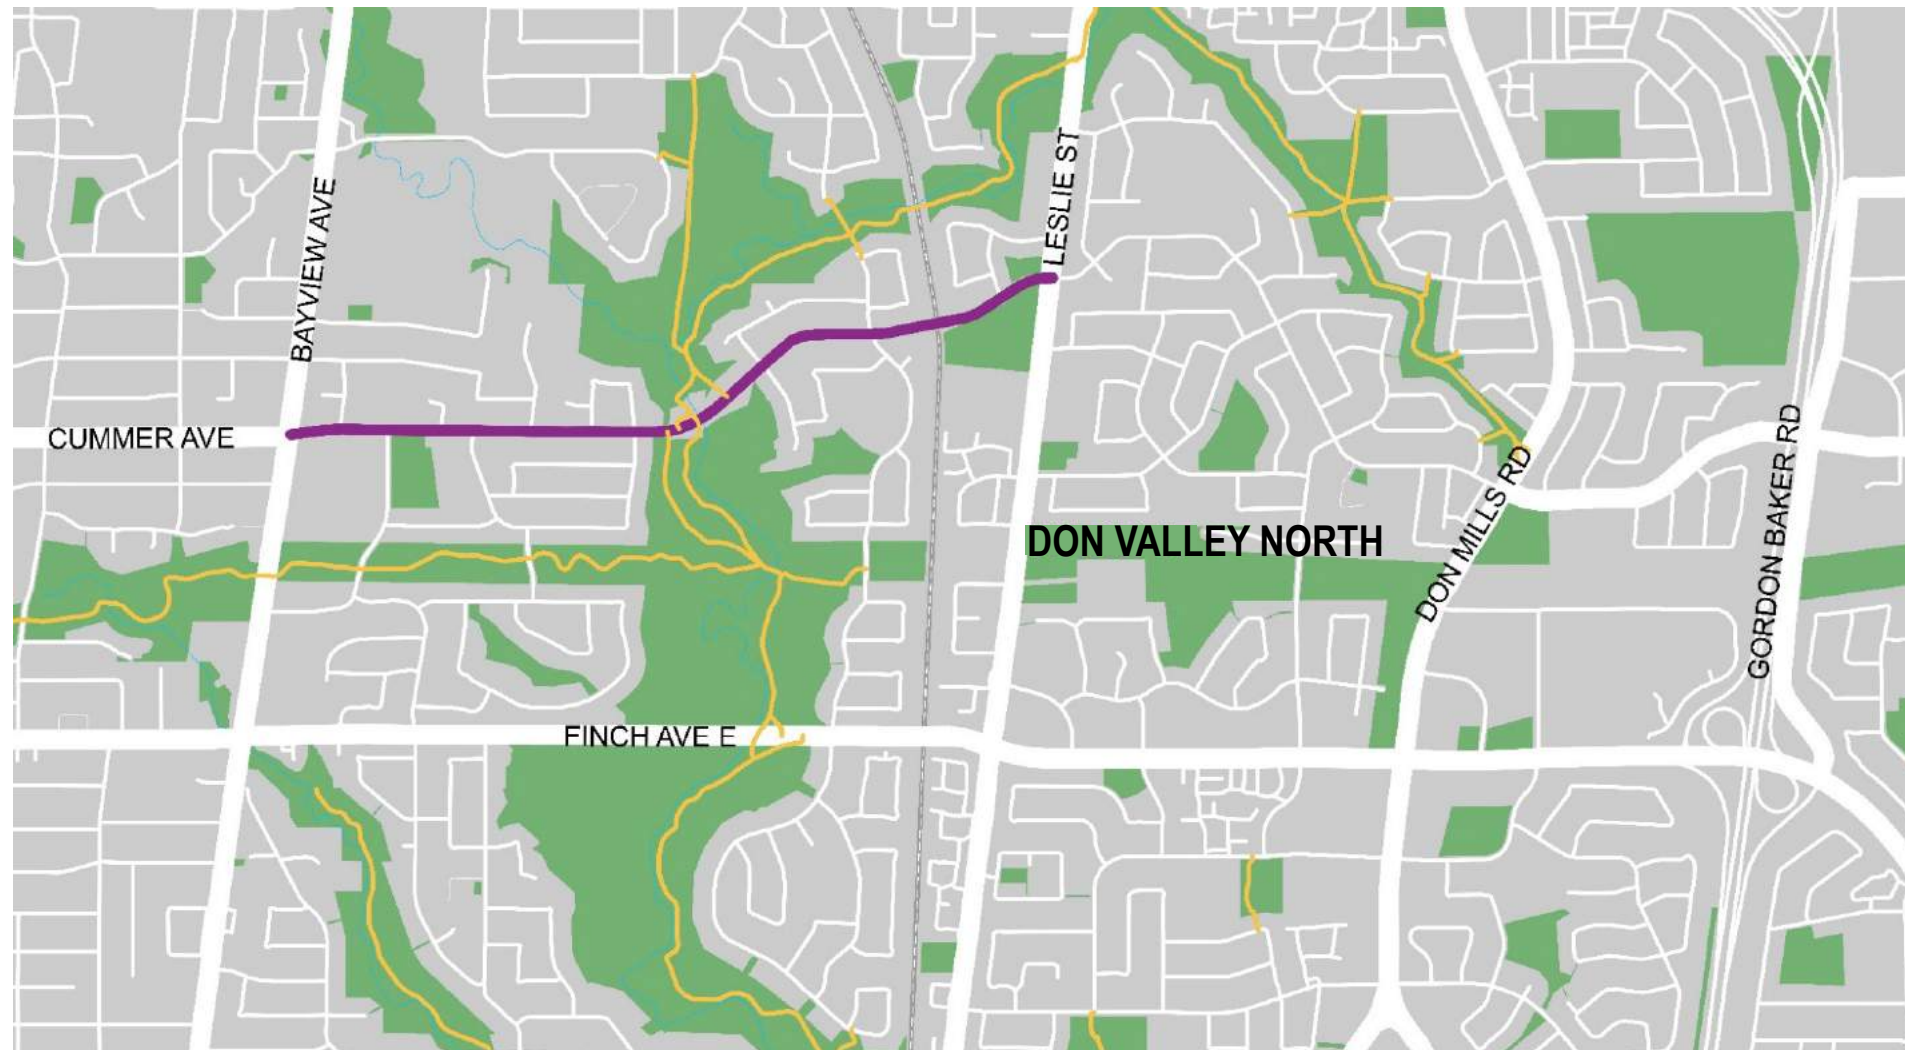 LESLIE ST
BAYVIEW AVE
CUMMER AVE
DON MILLS RD
GORDON BAKER RD
DON VALLEY NORTH
FINCH AVE E